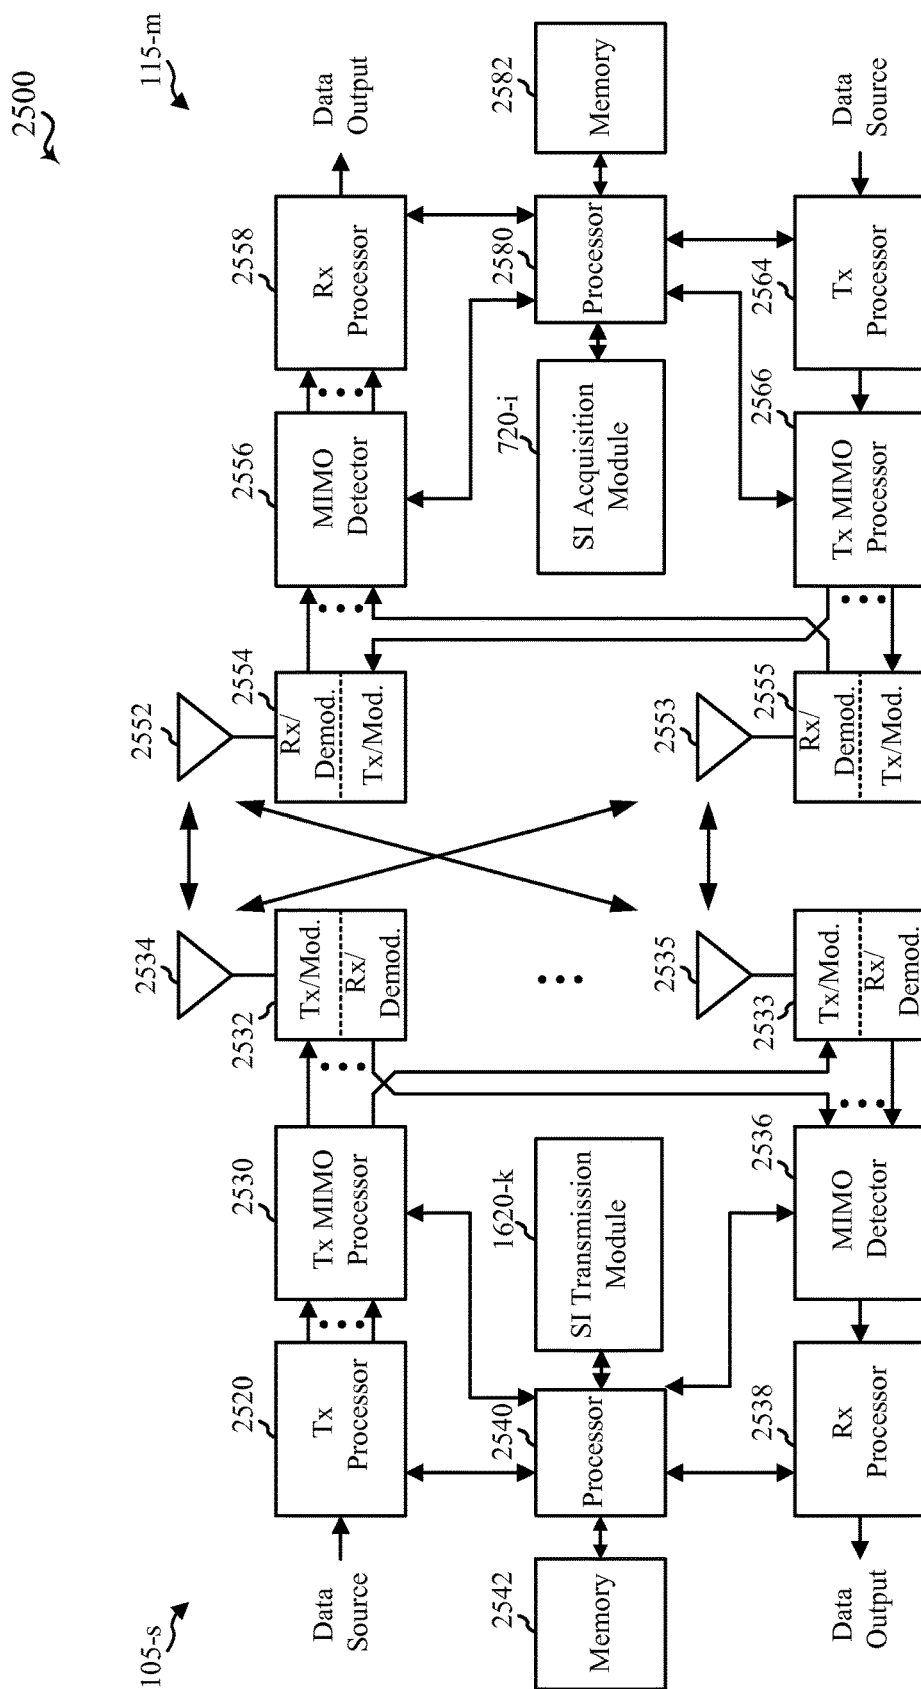 2500
105-s
115-m
Data
Source
2520
Tx
Processor
2530
Tx MIMO
Processor
2532
Tx/Mod.
Rx/
Demod.
2534
2552
2554
Rx/
Demod.
Tx/Mod.
2556
MIMO
Detector
2558
Rx
Processor
Data
Output
2542
Memory
2540
Processor
1620-k
SI Transmission
Module
720-i
SI Acquisition
Module
2580
Processor
2582
Memory
Data
Output
2538
Rx
Processor
2536
MIMO
Detector
2533
Tx/Mod.
Rx/
Demod.
2535
2553
2555
Rx/
Demod.
Tx/Mod.
2566
Tx MIMO
Processor
2564
Tx
Processor
Data
Source